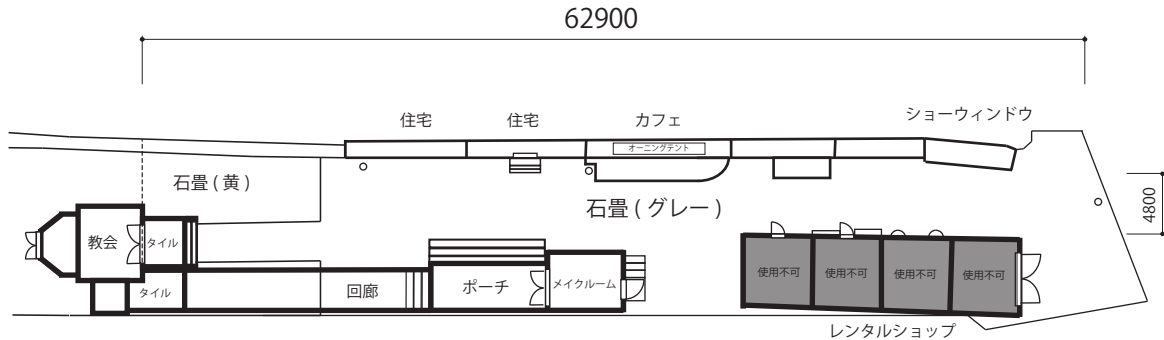 62900
住宅
住宅
カフェ
ショーウィンドウ
オーニングテント
石畳 ( 黄 )
石畳 ( グレー )
4800
教会
タイル
タイル
回廊
ポーチ
メイクルーム
使用不可
使用不可
使用不可
使用不可
レンタルショップ